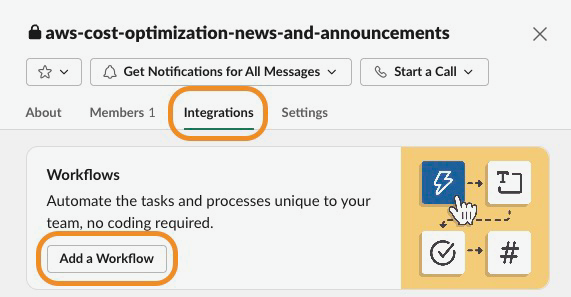 aws-cost-optimization-news-and-announcements
Get Notifications for All Messages
Start a Call
About Members 1 Integrations Settings
Workflows
Automate the tasks and processes unique to your
team, no coding required.
Add a Workflow
T
#